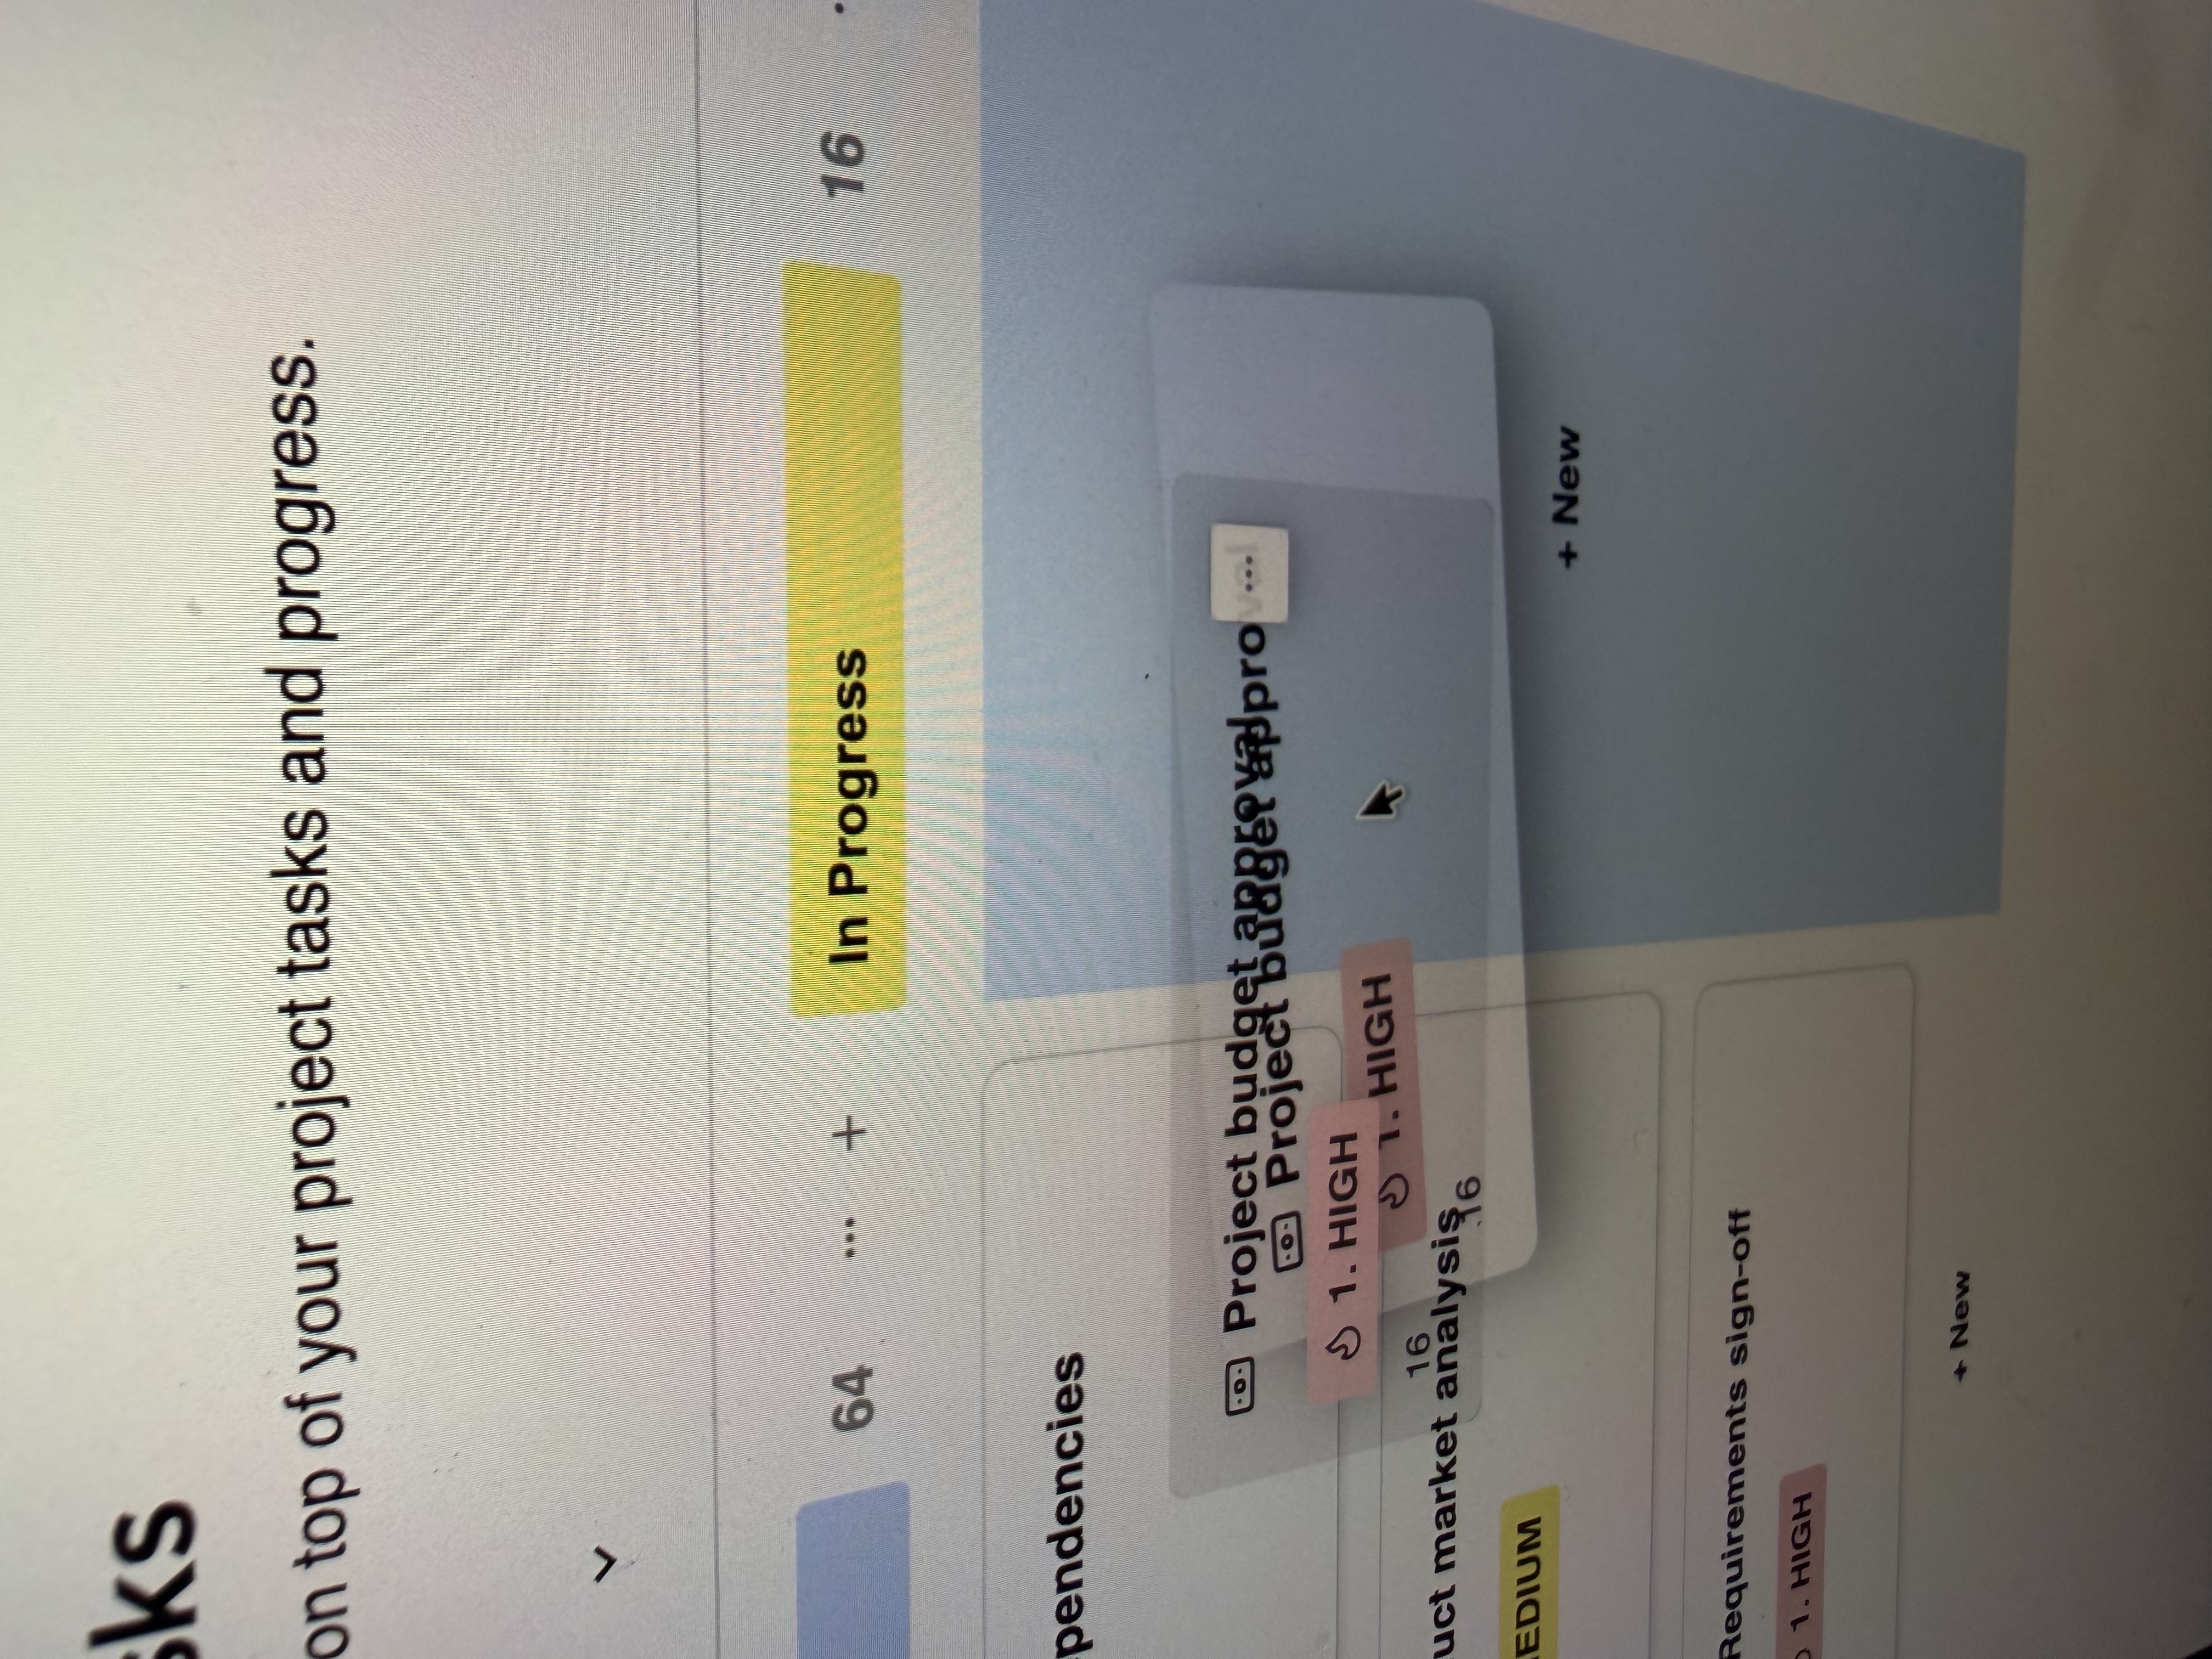 sks
on top of your project tasks and progress.
64 ... +
In Progress
16
pendencies
Project budget approval
Project budget approval
...
1. HIGH
1. HIGH
16
uct market analysis
16
EDIUM
+ New
Requirements sign-off
1. HIGH
+ New